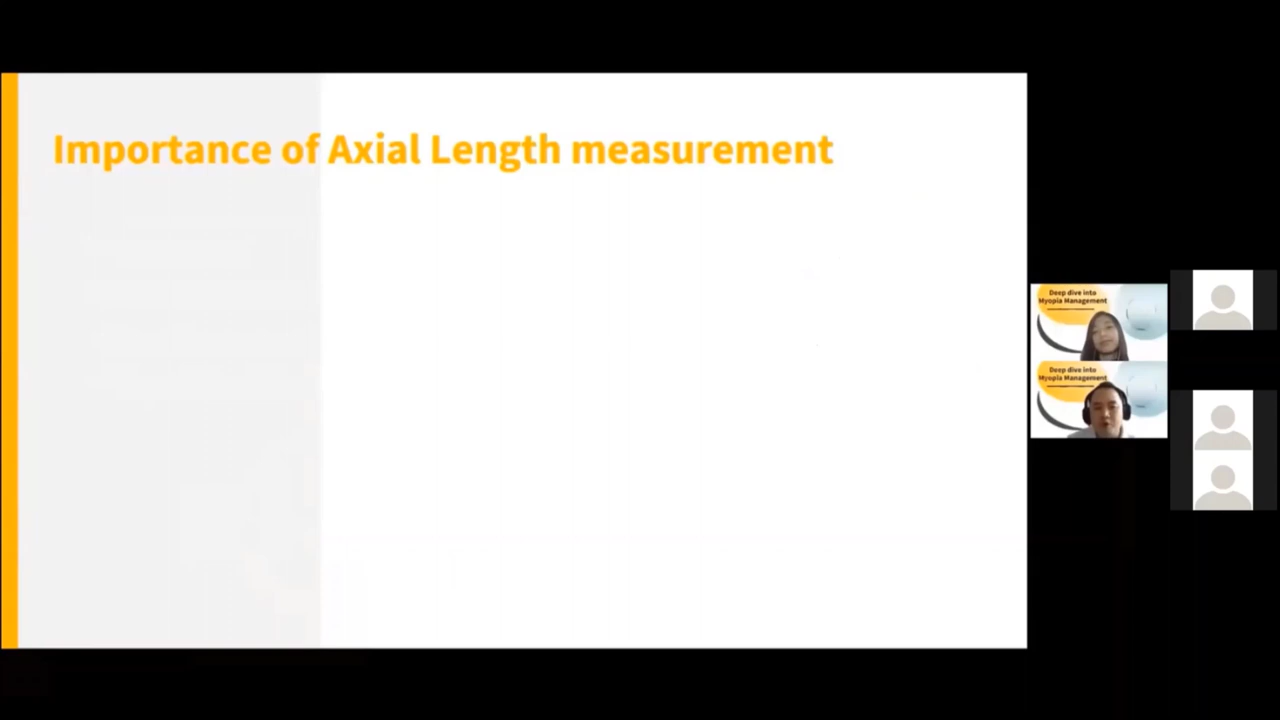 Importance of Axial Length measurement
Deep dive into
Myopia Management
Deep dive into
Myopia Management